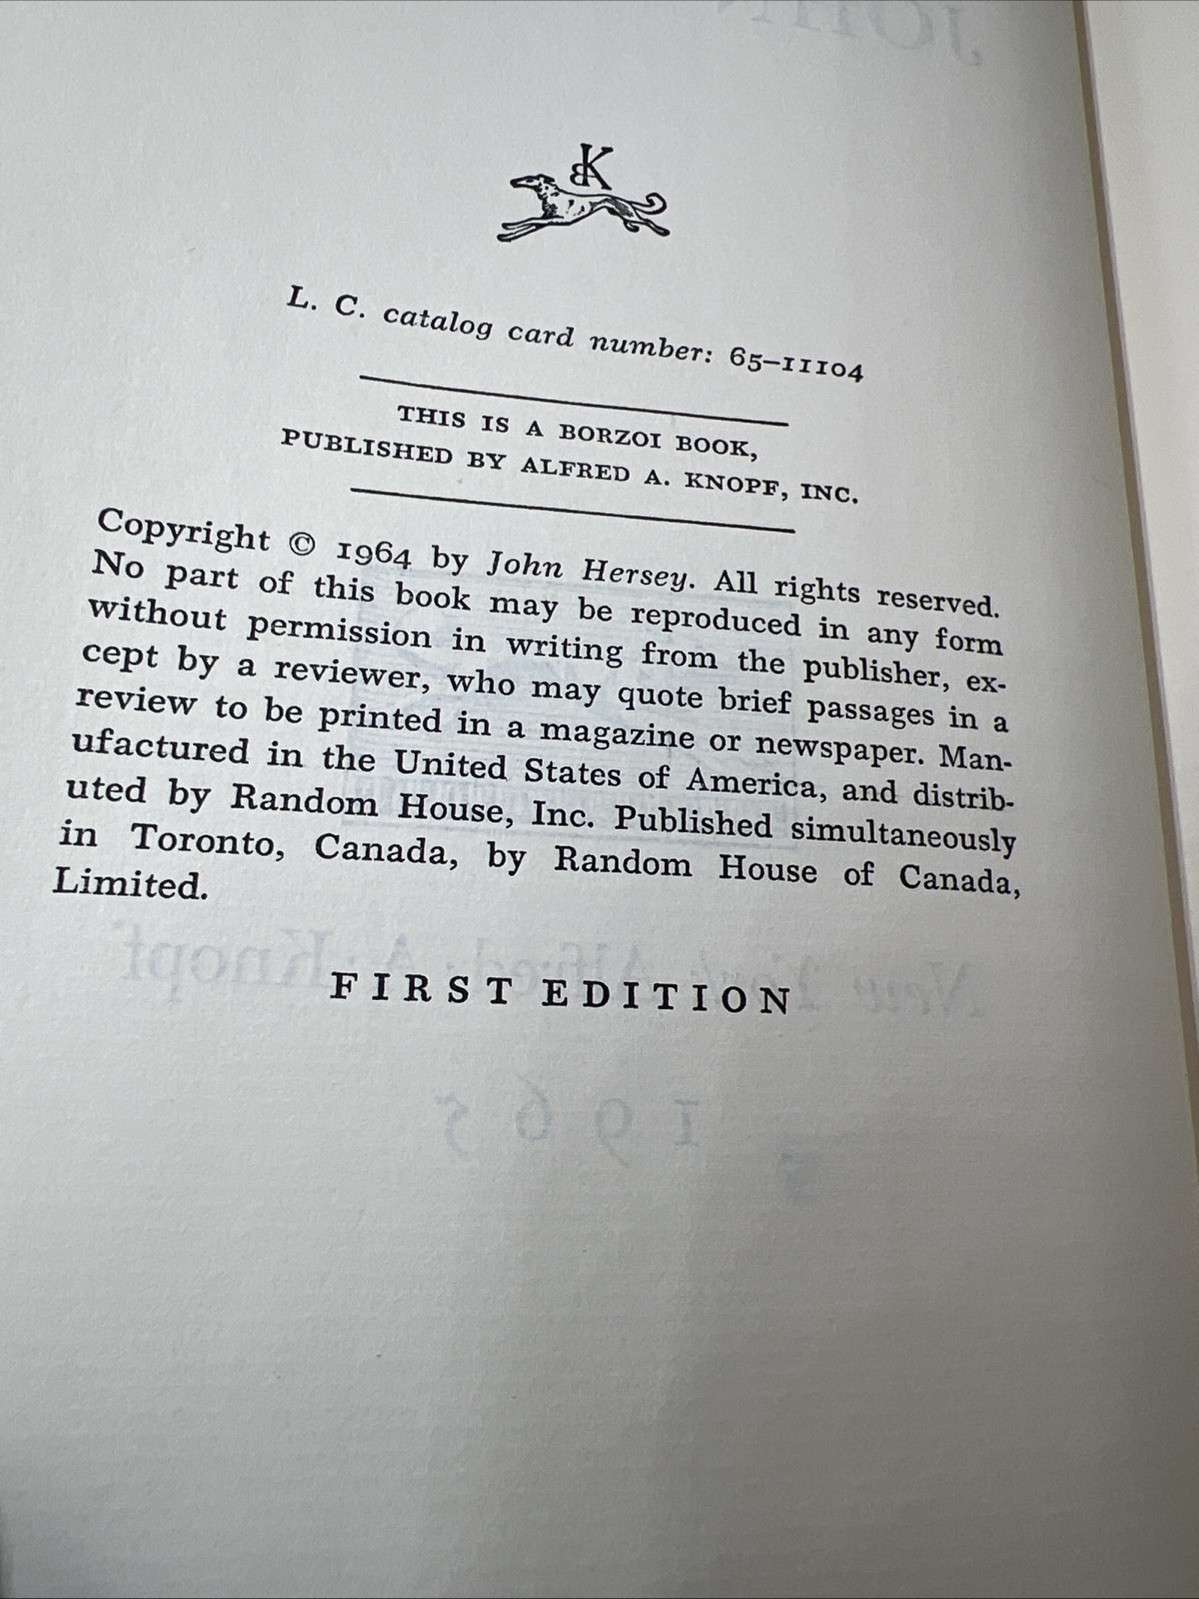 BK
L. C. catalog card number: 65–11104
THIS IS A BORZOI BOOK,
PUBLISHED BY ALFRED A. KNOPF, INC.
Copyright © 1964 by John Hersey. All rights reserved.
No part of this book may be reproduced in any form
without permission in writing from the publisher, ex-
cept by a reviewer, who may quote brief passages in a
review to be printed in a magazine or newspaper. Man-
ufactured in the United States of America, and distrib-
uted by Random House, Inc. Published simultaneously
in Toronto, Canada, by Random House of Canada,
Limited.
FIRST EDITION